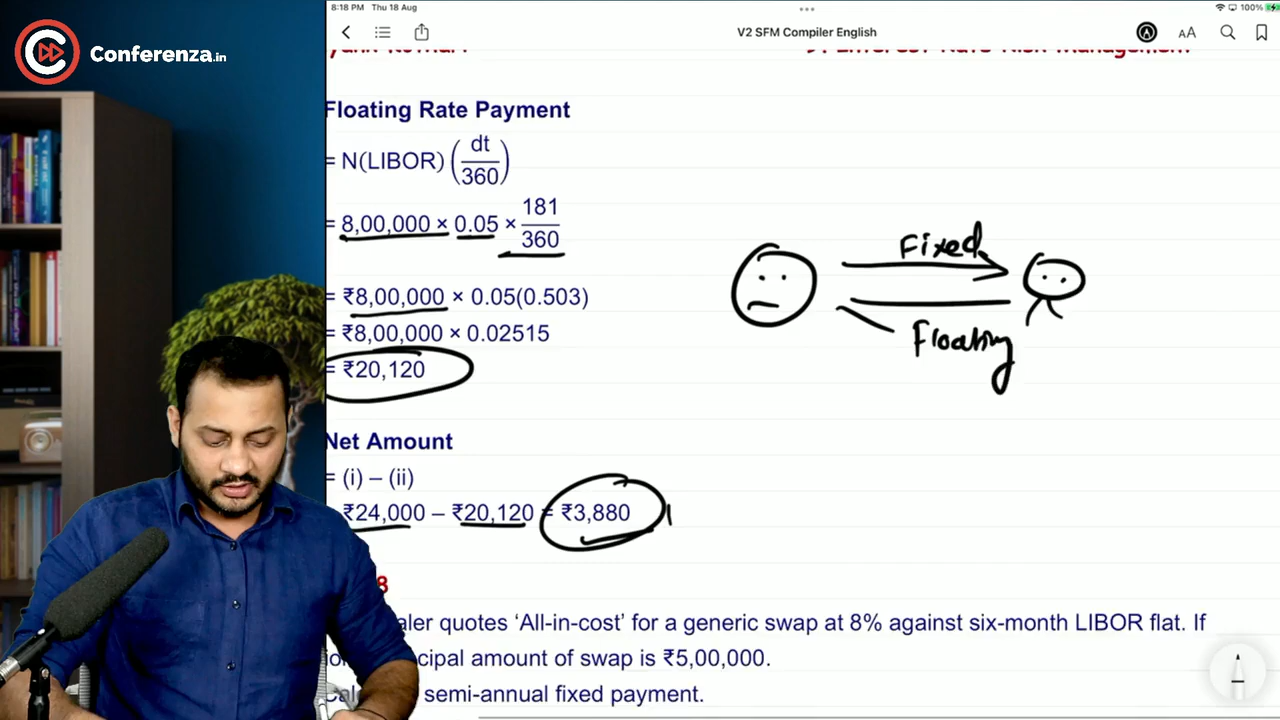 8:18 PM Thu 18 Aug
100%
Conferenza.in
V2 SFM Compiler English
AA
Floating Rate Payment
= N(LIBOR) (dt/360)
= 8,00,000 × 0.05 × 181/360
= ₹8,00,000 × 0.05(0.503)
= ₹8,00,000 × 0.02515
= ₹20,120
Fixed
Floating
Net Amount
= (i) – (ii)
₹24,000 – ₹20,120 = ₹3,880
8
quotes ‘All-in-cost’ for a generic swap at 8% against six-month LIBOR flat. If
amount of swap is ₹5,00,000.
semi-annual fixed payment.